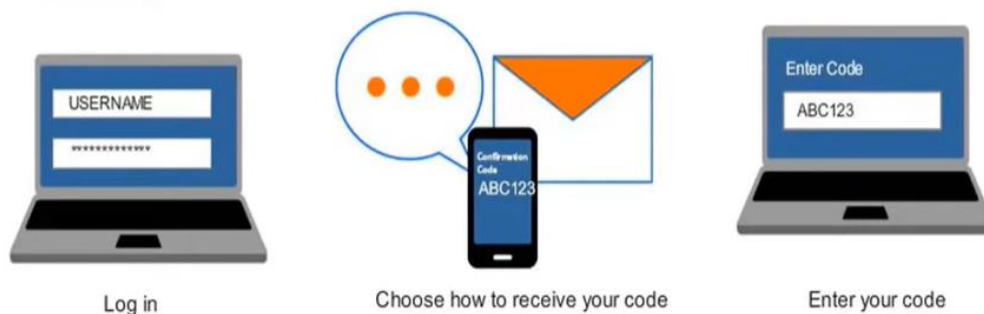 USERNAME
*************
Log in
Confirmation
Code
ABC123
Choose how to receive your code
Enter Code
ABC123
Enter your code